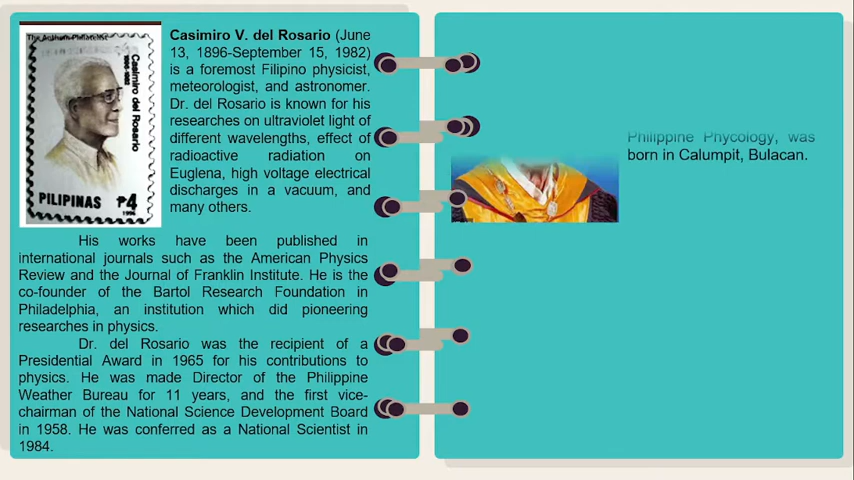 The Anthem Philatelist
Casimiro del Rosario
1896-1982
PILIPINAS ₱4
1994
Casimiro V. del Rosario (June
13, 1896-September 15, 1982)
is a foremost Filipino physicist,
meteorologist, and astronomer.
Dr. del Rosario is known for his
researches on ultraviolet light of
different wavelengths, effect of
radioactive radiation on
Euglena, high voltage electrical
discharges in a vacuum, and
many others.
His works have been published in
international journals such as the American Physics
Review and the Journal of Franklin Institute. He is the
co-founder of the Bartol Research Foundation in
Philadelphia, an institution which did pioneering
researches in physics.
Dr. del Rosario was the recipient of a
Presidential Award in 1965 for his contributions to
physics. He was made Director of the Philippine
Weather Bureau for 11 years, and the first vice-
chairman of the National Science Development Board
in 1958. He was conferred as a National Scientist in
1984.
Philippine Phycology, was
born in Calumpit, Bulacan.